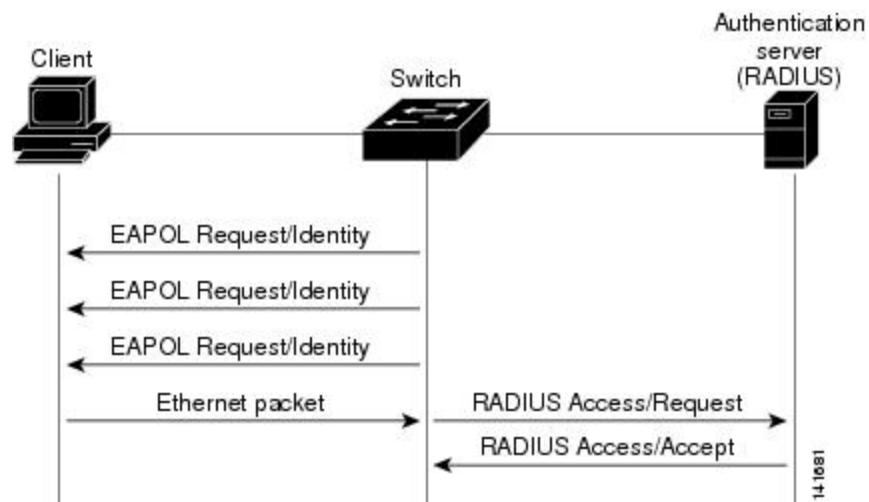 Client
Switch
Authentication
server
(RADIUS)
EAPOL Request/Identity
EAPOL Request/Identity
EAPOL Request/Identity
Ethernet packet
RADIUS Access/Request
RADIUS Access/Accept
141681